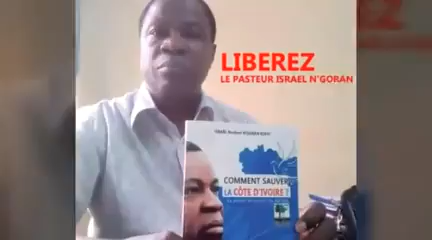 LIBEREZ
LE PASTEUR ISRAEL N'GORAN
COMMENT SAUVER
LA CÔTE D'IVOIRE ?